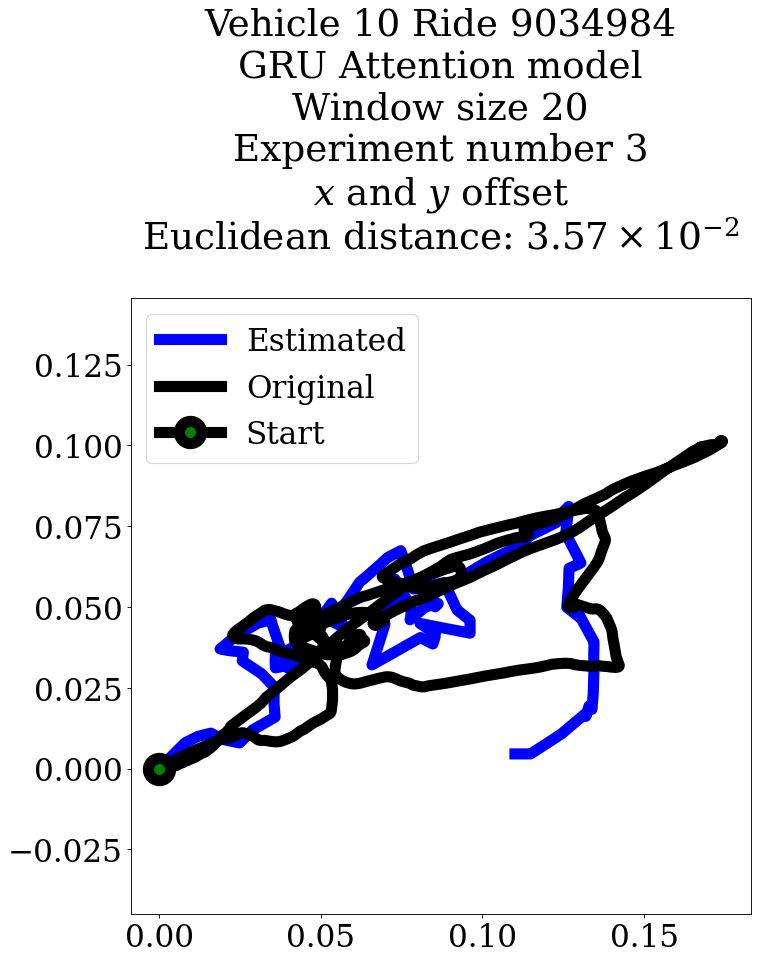 Vehicle 10 Ride 9034984
GRU Attention model
Window size 20
Experiment number 3
x and y offset
Euclidean distance: 3.57 × 10⁻²
Estimated
Original
Start
0.125
0.100
0.075
0.050
0.025
0.000
−0.025
0.00 0.05 0.10 0.15